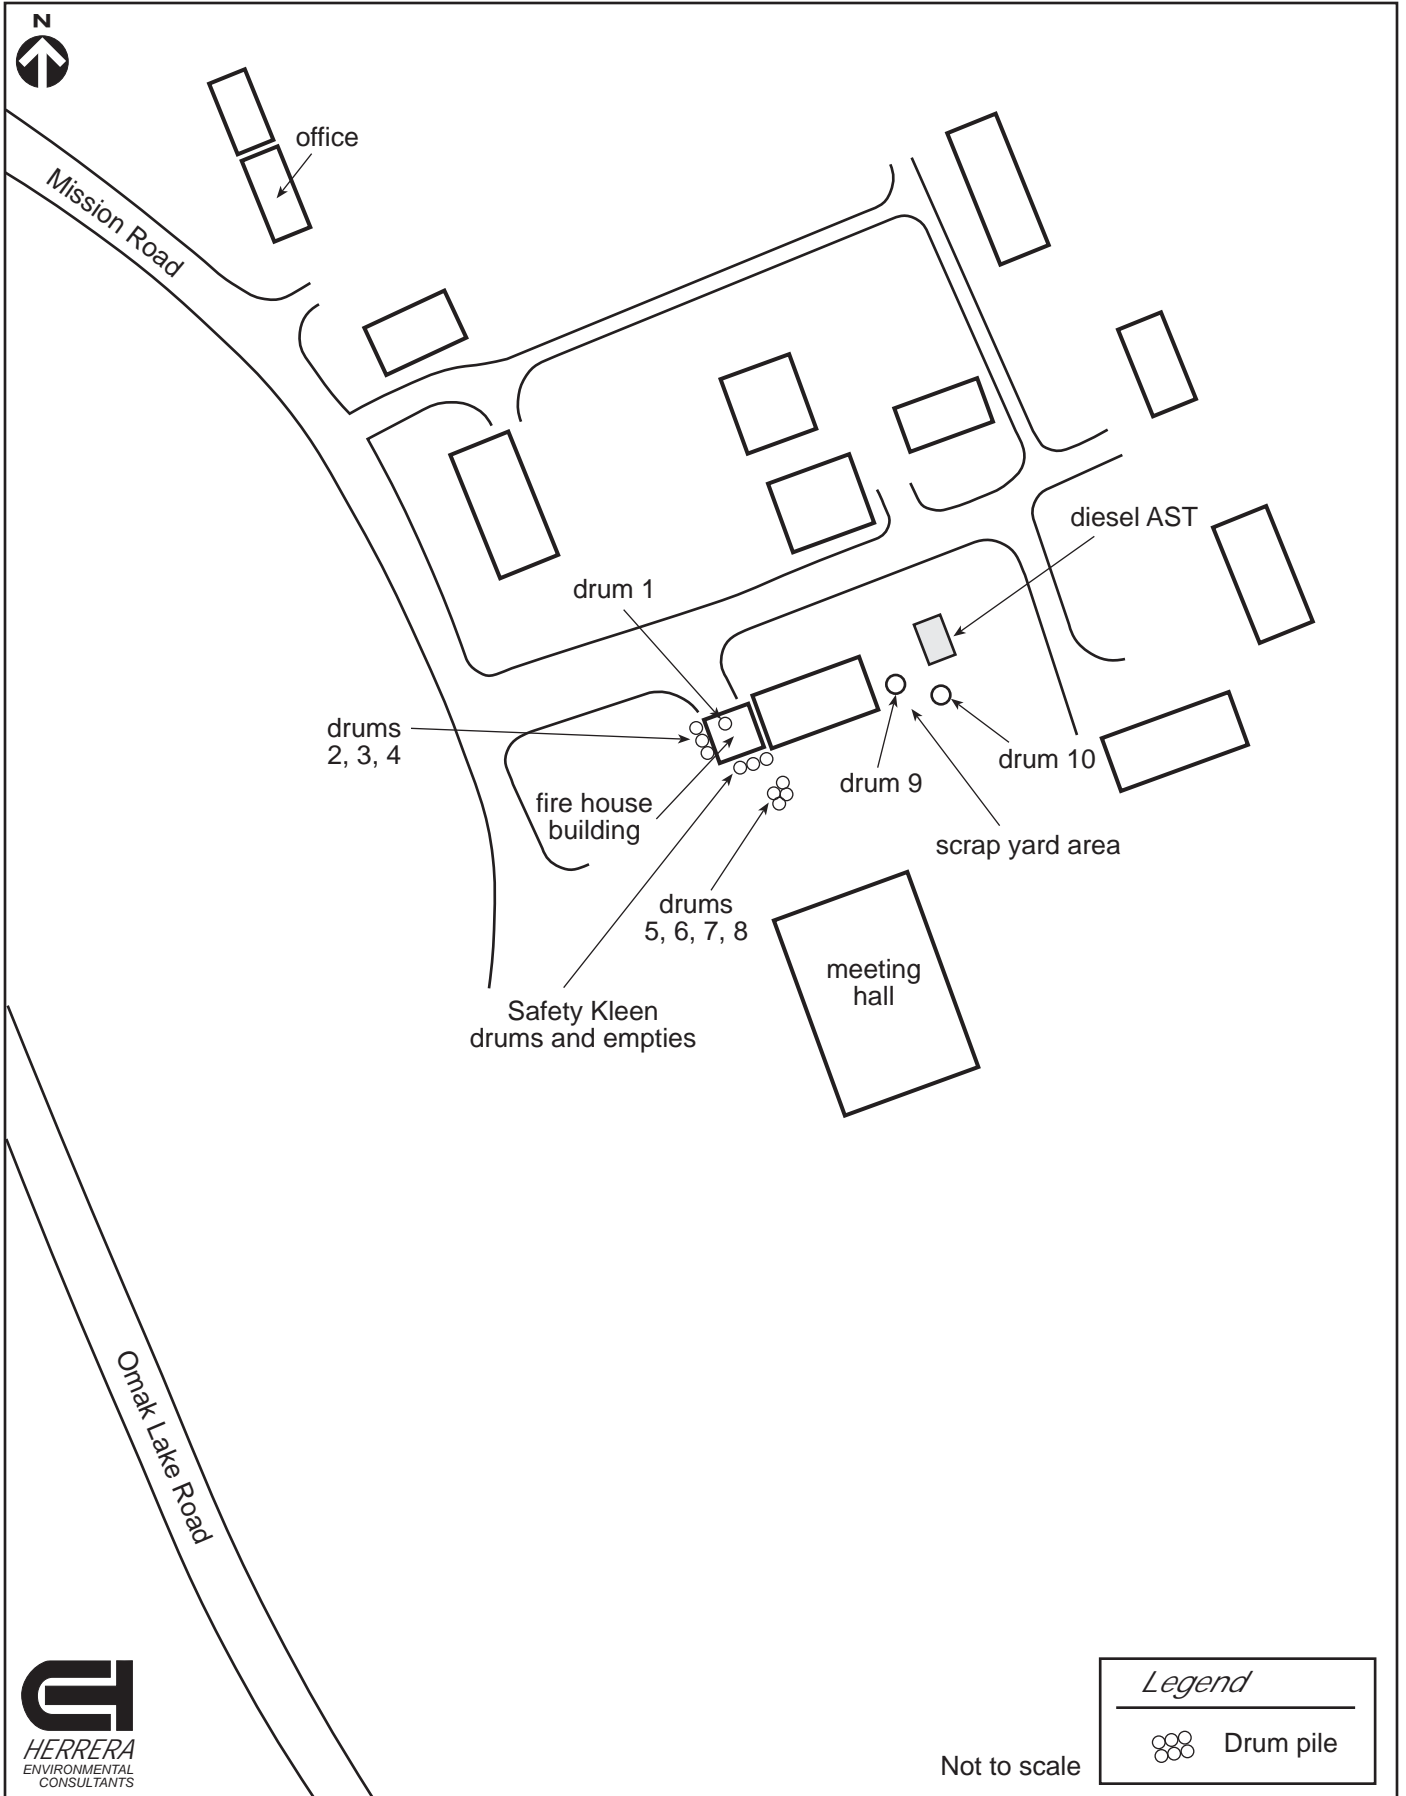 N
office
Mission Road
diesel AST
drum 1
drums
2, 3, 4
drum 10
drum 9
fire house
building
scrap yard area
drums
5, 6, 7, 8
meeting
hall
Safety Kleen
drums and empties
Omak Lake Road
Legend
Drum pile
Not to scale
HERRERA
ENVIRONMENTAL
CONSULTANTS